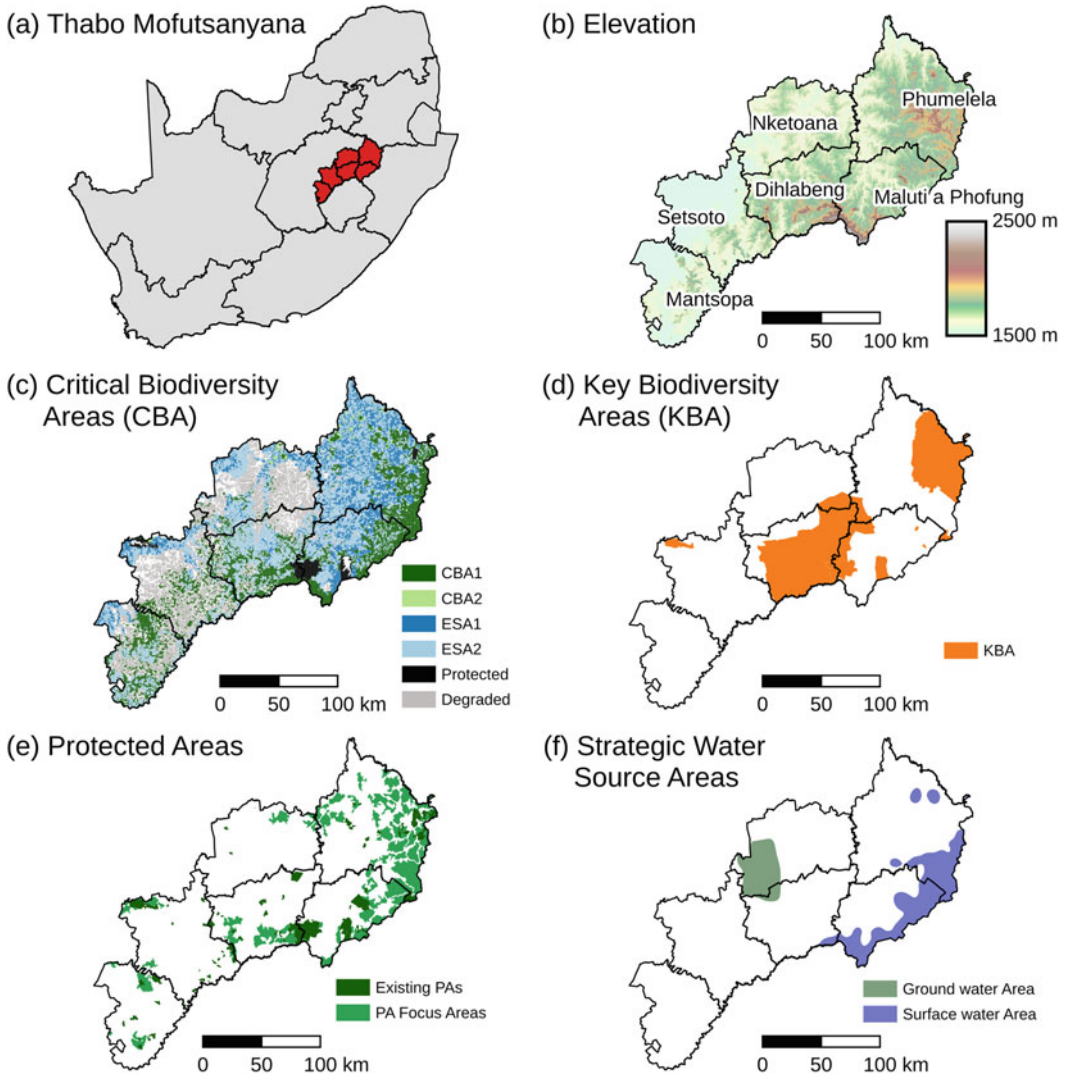 (a) Thabo Mofutsanyana
(b) Elevation
Phumelela
Nketoana
Dihlabeng
Maluti a Phofung
Setsoto
Mantsopa
2500 m
1500 m
0 50 100 km
(c) Critical Biodiversity
Areas (CBA)
CBA1
CBA2
ESA1
ESA2
Protected
Degraded
0 50 100 km
(d) Key Biodiversity
Areas (KBA)
KBA
0 50 100 km
(e) Protected Areas
Existing PAs
PA Focus Areas
0 50 100 km
(f) Strategic Water
Source Areas
Ground water Area
Surface water Area
0 50 100 km